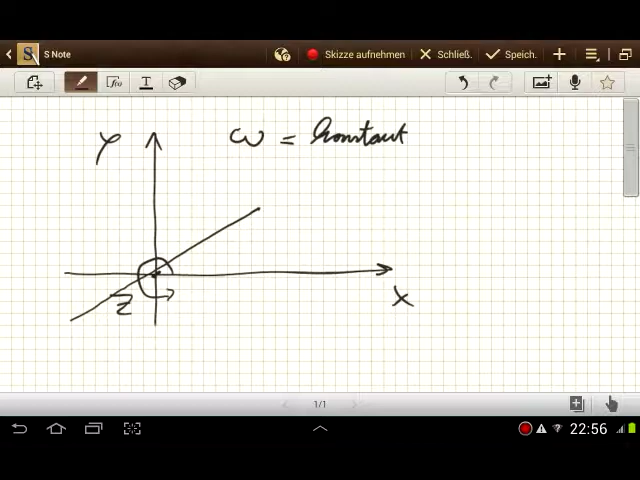 S Note
Skizze aufnehmen
Schließ.
Speich.
f(x)
T
y
ω = konstant
z
x
1/1
22:56